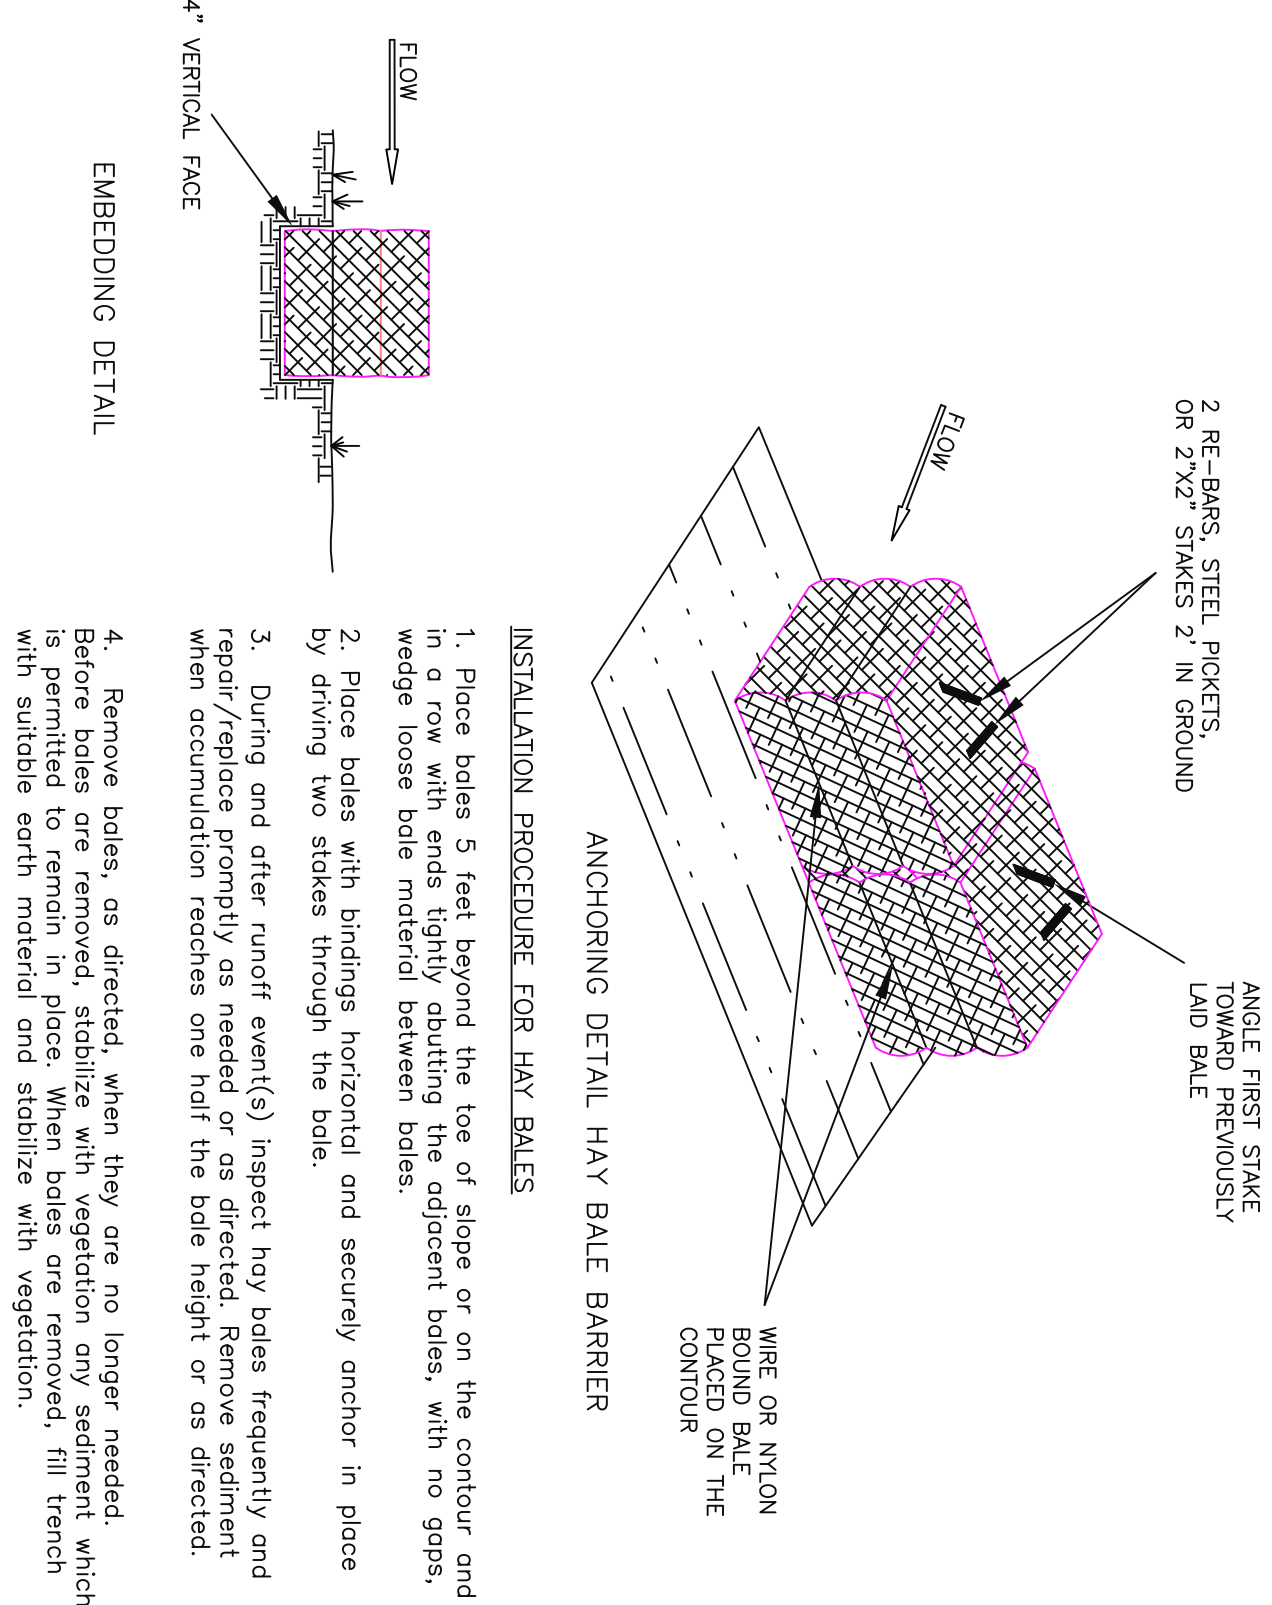 2 RE-BARS, STEEL PICKETS,
OR 2"X2" STAKES 2' IN GROUND
ANGLE FIRST STAKE
TOWARD PREVIOUSLY
LAID BALE
FLOW
WIRE OR NYLON
BOUND BALE
PLACED ON THE
CONTOUR
ANCHORING DETAIL HAY BALE BARRIER
FLOW
4" VERTICAL FACE
EMBEDDING DETAIL
INSTALLATION PROCEDURE FOR HAY BALES
1. Place bales 5 feet beyond the toe of slope or on the contour and
in a row with ends tightly abutting the adjacent bales, with no gaps,
wedge loose bale material between bales.
2. Place bales with bindings horizontal and securely anchor in place
by driving two stakes through the bale.
3. During and after runoff event(s) inspect hay bales frequently and
repair/replace promptly as needed or as directed. Remove sediment
when accumulation reaches one half the bale height or as directed.
4. Remove bales, as directed, when they are no longer needed.
Before bales are removed, stabilize with vegetation any sediment which
is permitted to remain in place. When bales are removed, fill trench
with suitable earth material and stabilize with vegetation.